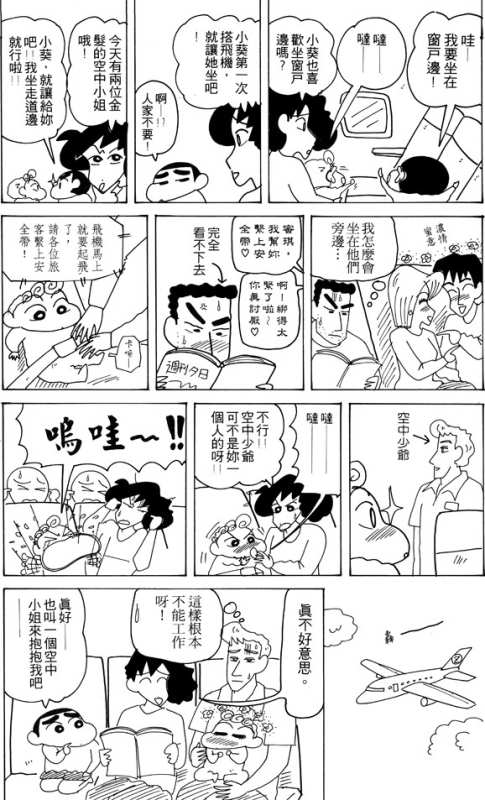 哇——
我要坐在
窗戶邊！
噠噠
———
小葵也喜
歡坐窗戶
邊嗎？
小葵第一次
搭飛機，
就讓她坐吧
——
啊——！！
人家不要！
今天有兩位金
髮的空中小姐
哦！
小葵，就讓給妳
吧！！我坐走道邊
就行啦！！
濃情
蜜意
我怎麼會
坐在他們
旁邊…
審琪，
我幫妳
繫上安
全帶♡
啊！綁得太
緊了啦~
你真討厭♡
完全
看不下去
週刊今日
飛機馬上
就要起飛
了，
請各位旅
客繫上安
全帶！
卡嚓
空中少爺
噠噠
———
不行！！
空中少爺
可不是妳一
個人的呀！！
嗚哇~!!
轟
真不好意思。
這樣根本
不能工作
呀！
真好——
也叫一個空中
小姐來抱抱我吧